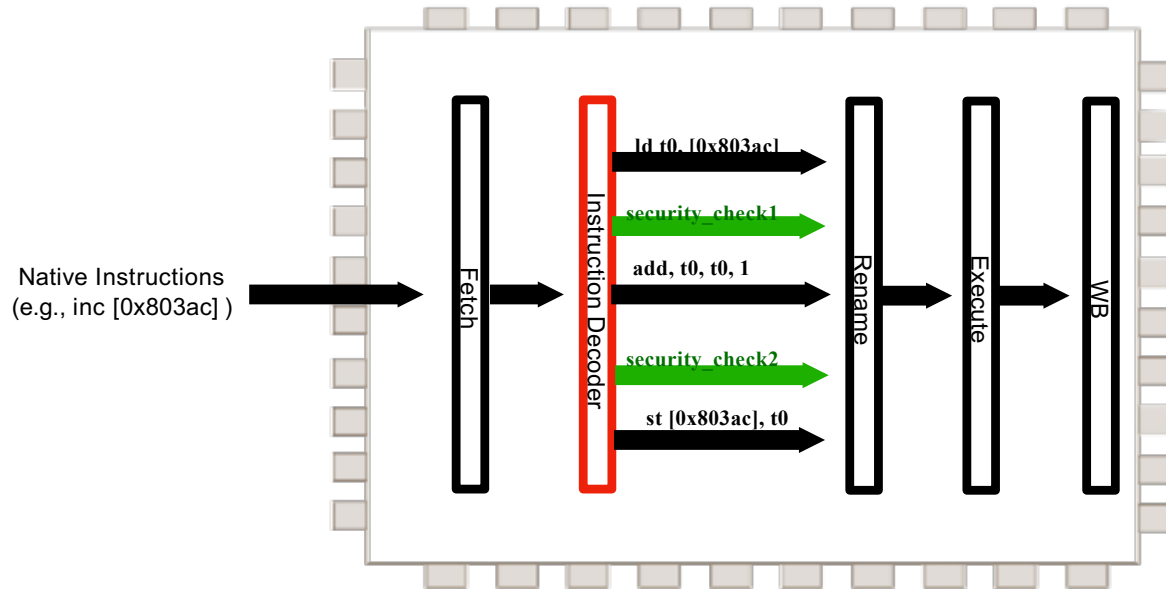 Native Instructions
(e.g., inc [0x803ac] )
Fetch
Instruction Decoder
ld t0, [0x803ac]
security_check1
add, t0, t0, 1
security_check2
st [0x803ac], t0
Rename
Execute
WB